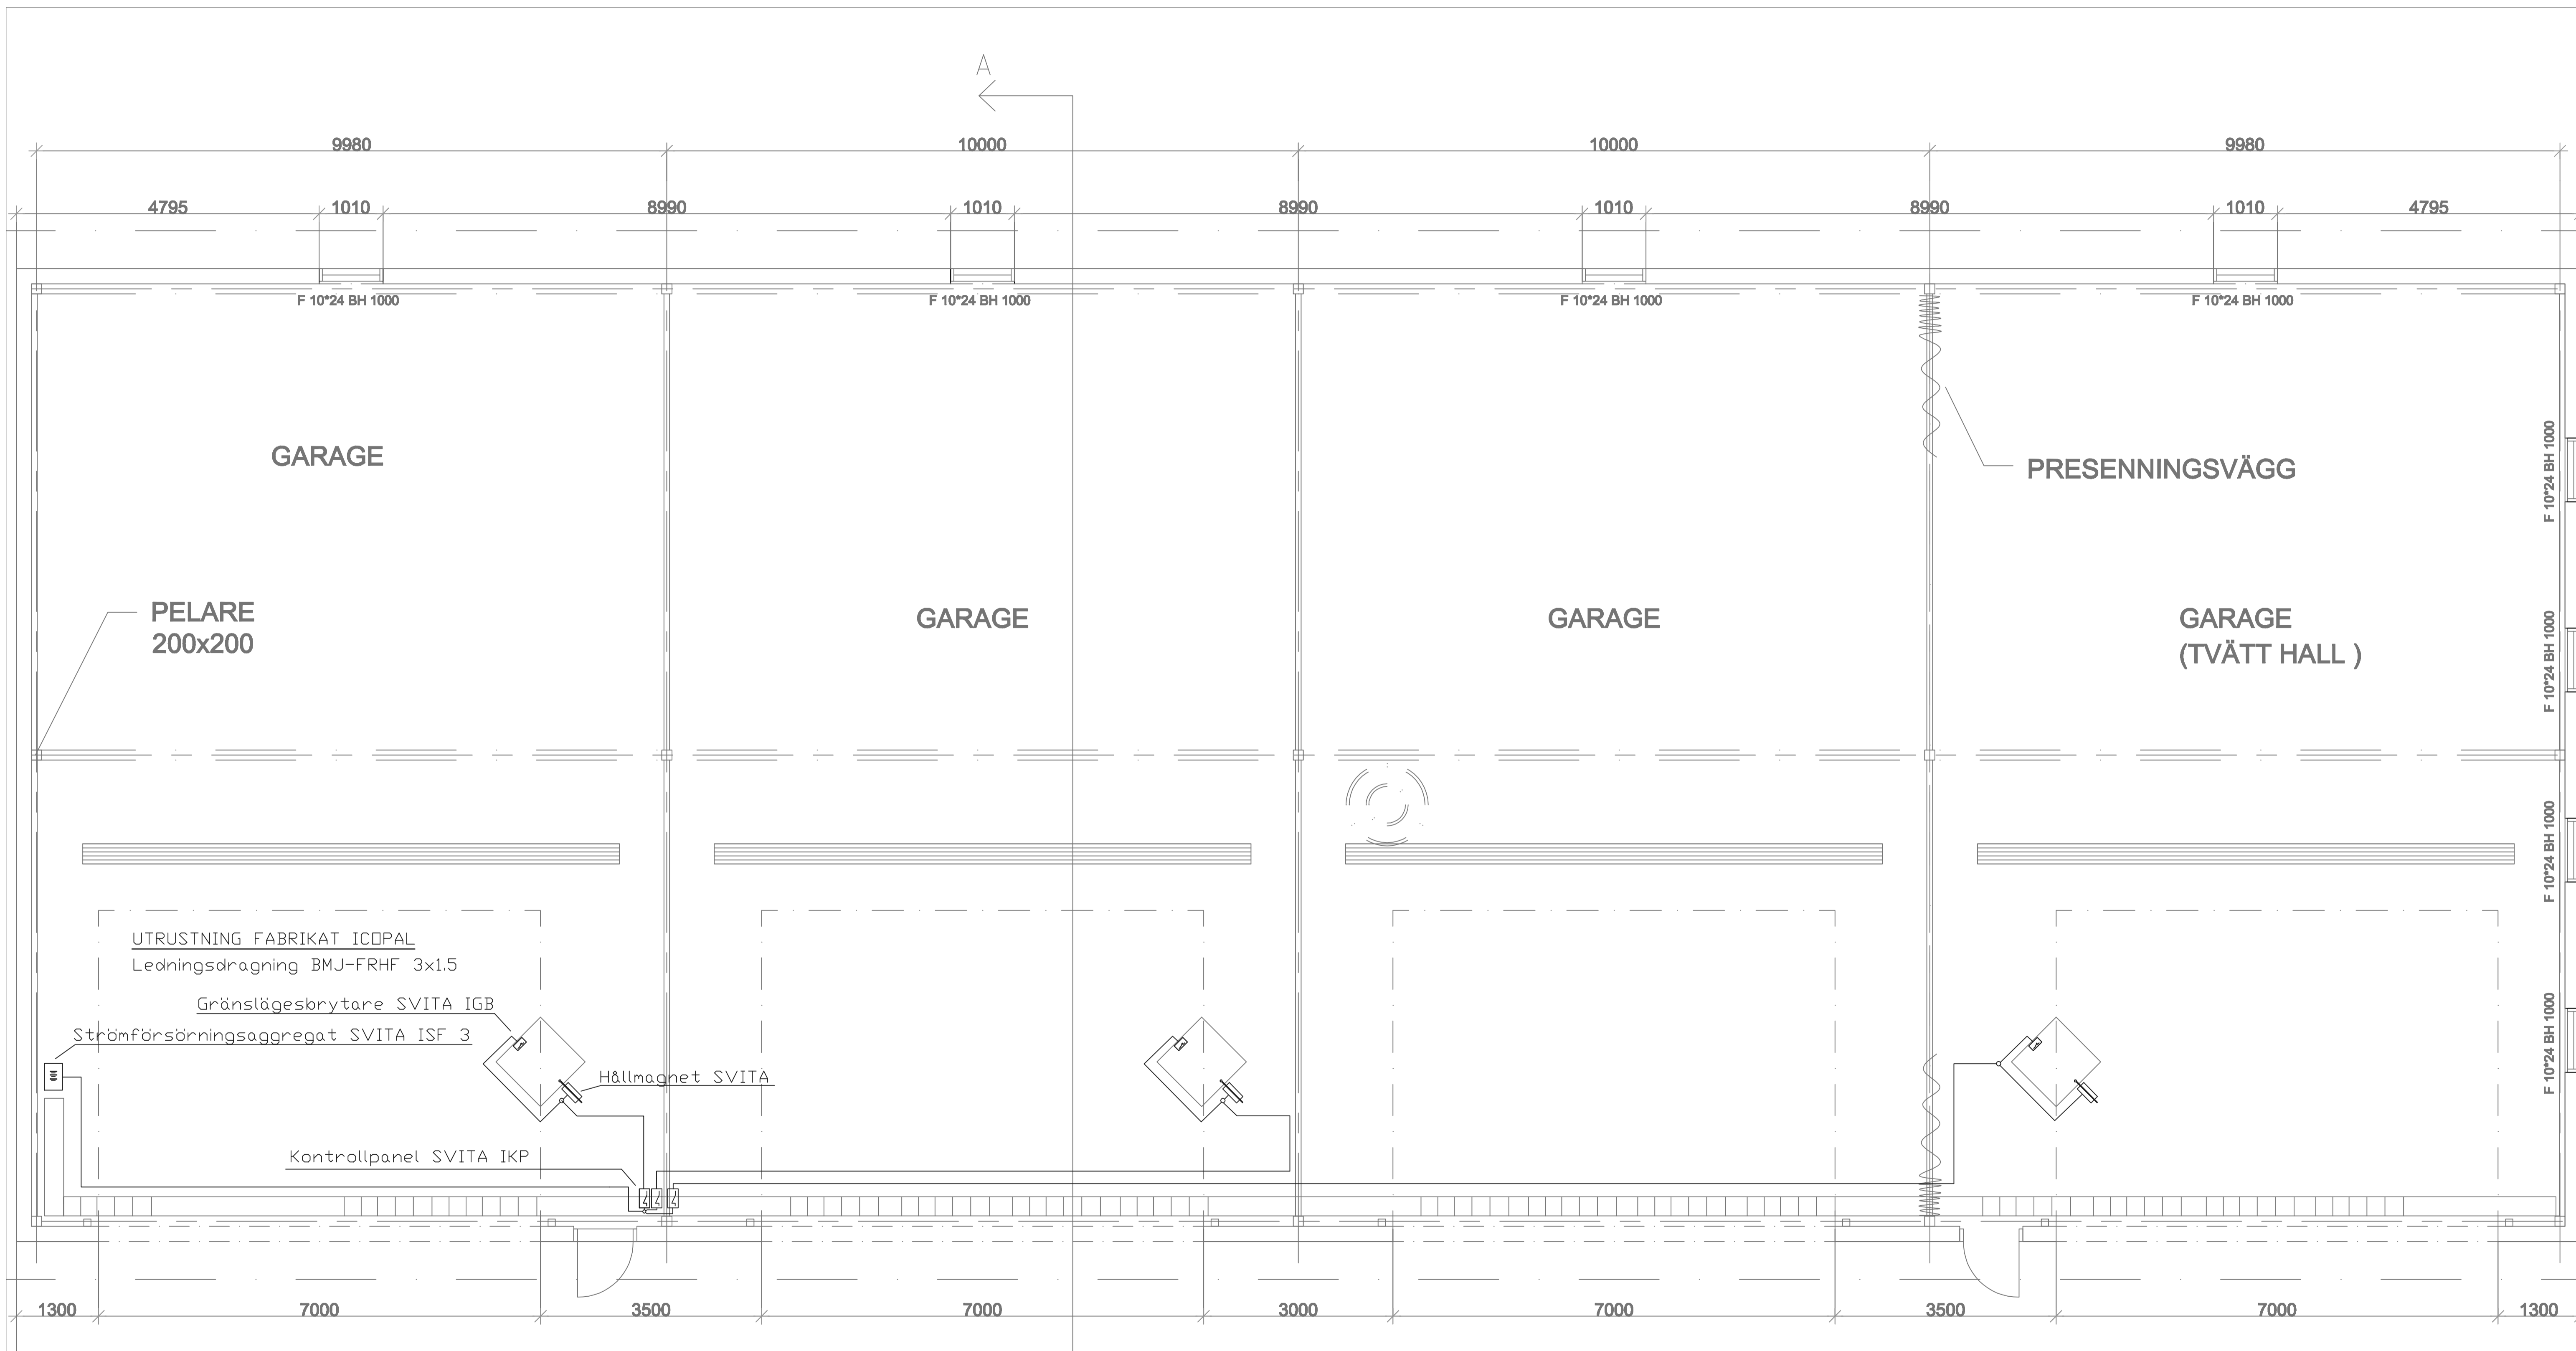 A
9980
10000
10000
9980
4795
1010
8990
1010
8990
1010
8990
1010
4795
F 10*24 BH 1000
F 10*24 BH 1000
F 10*24 BH 1000
F 10*24 BH 1000
GARAGE
PRESENNINGSVÄGG
F 10*24 BH 1000
PELARE
200x200
GARAGE
GARAGE
GARAGE
(TVÄTT HALL )
F 10*24 BH 1000
F 10*24 BH 1000
UTRUSTNING FABRIKAT ICOPAL
Ledningsdragning BMJ-FRHF 3x1.5
Gränslägesbrytare SVITA IGB
Strömförsörningsaggregat SVITA ISF 3
F 10*24 BH 1000
Hållmagnet SVITA
Kontrollpanel SVITA IKP
1300
7000
3500
7000
3000
7000
3500
7000
1300